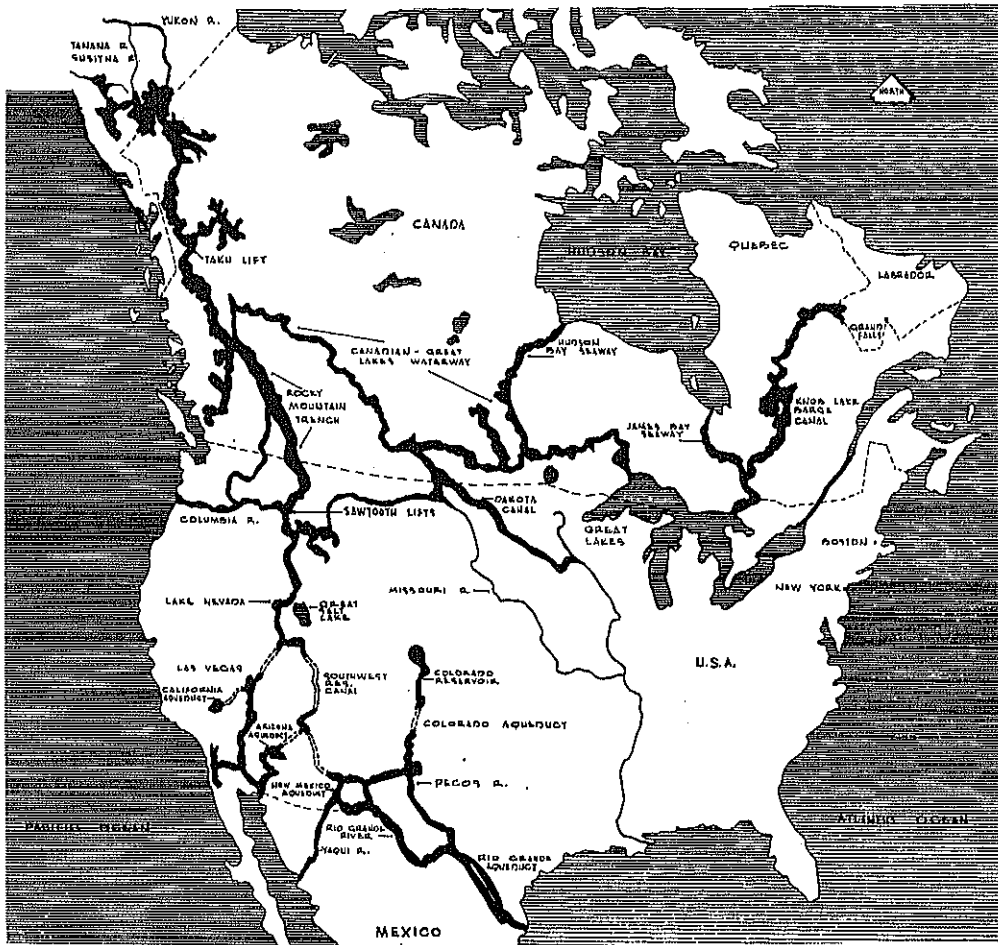 YUKON R.
TANANA R.
SUSITNA R.
NORTH
CANADA
TAKU LIFT
HUDSON BAY
QUEBEC
LABRADOR
GRAND
FALLS
HUDSON
BAY SEAWAY
CANADIAN - GREAT
LAKES WATERWAY
ROCKY
MOUNTAIN
TRENCH
KNOB LAKE
BARGE
CANAL
JAMES BAY
SEAWAY
COLUMBIA R.
SAWTOOTH LIFTS
DAKOTA
CANAL
GREAT
LAKES
BOSTON
NEW YORK
MISSOURI R.
LAKE NEVADA
GREAT
SALT
LAKE
U.S.A.
LAS VEGAS
CALIFORNIA
AQUEDUCT
SOUTHWEST
RES.
CANAL
COLORADO
RESERVOIR
ARIZONA
AQUEDUCT
COLORADO AQUEDUCT
NEW MEXICO
AQUEDUCT
PECOS R.
PACIFIC OCEAN
ATLANTIC OCEAN
RIO GRANDE
RIVER
YAQUI R.
RIO GRANDE
AQUEDUCT
MEXICO